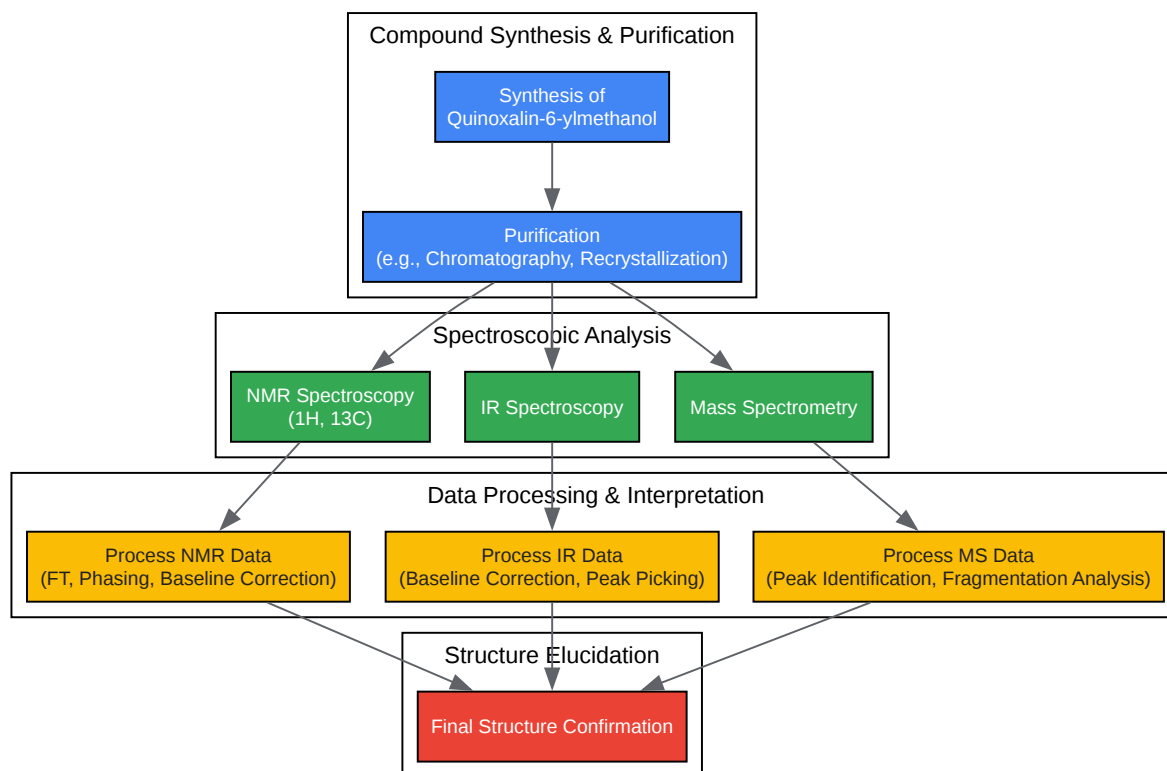 Compound Synthesis & Purification
Synthesis of
Quinoxalin-6-ylmethanol
Purification
(e.g., Chromatography, Recrystallization)
Spectroscopic Analysis
NMR Spectroscopy
(1H, 13C)
IR Spectroscopy
Mass Spectrometry
Data Processing & Interpretation
Process NMR Data
(FT, Phasing, Baseline Correction)
Process IR Data
(Baseline Correction, Peak Picking)
Process MS Data
(Peak Identification, Fragmentation Analysis)
Structure Elucidation
Final Structure Confirmation